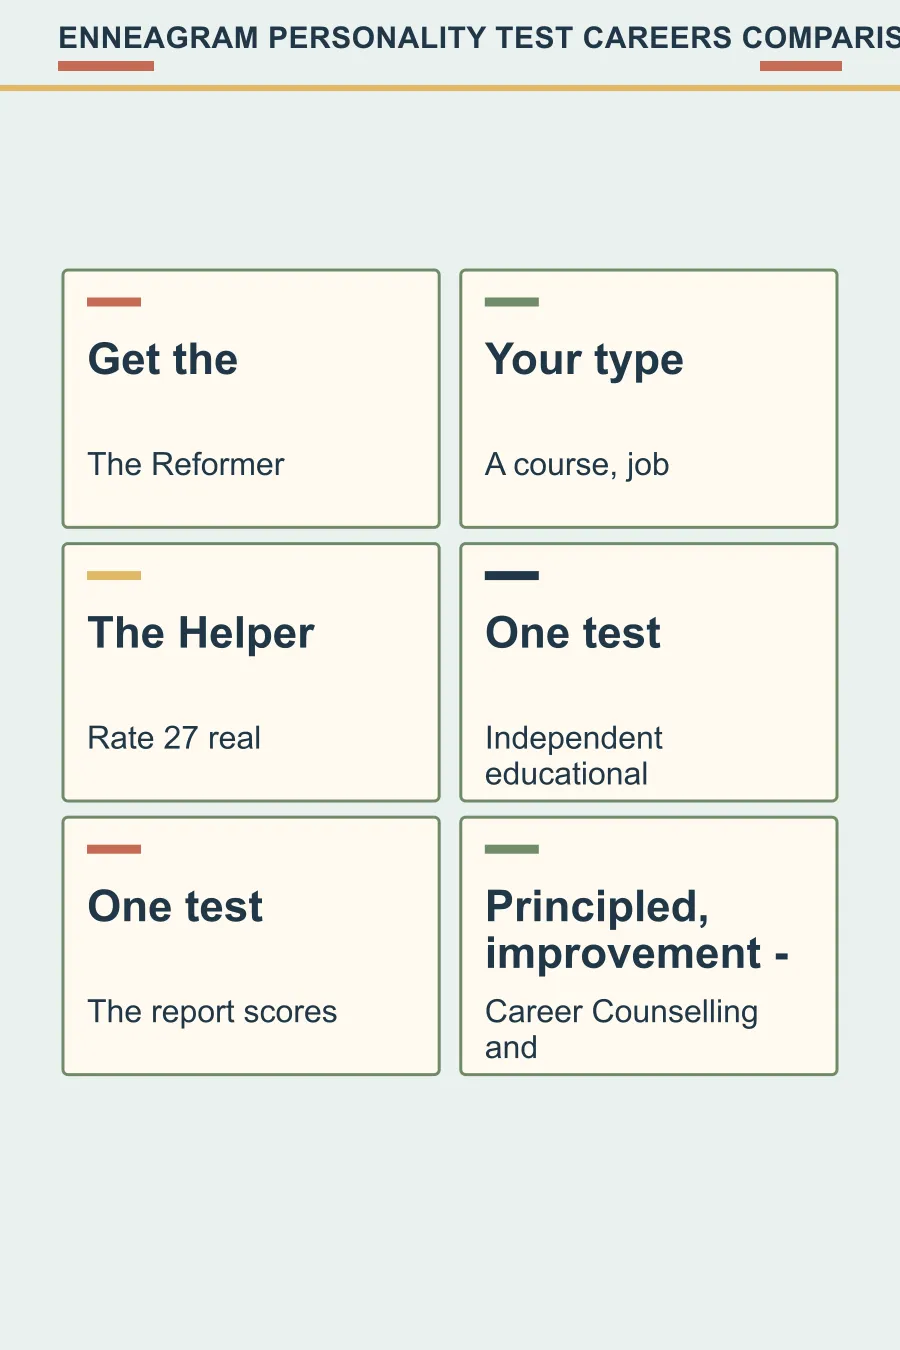 ENNEAGRAM PERSONALITY TEST CAREERS COMPARIS
Get the
The Reformer
Your type
A course, job
The Helper
Rate 27 real
One test
Independent
educational
One test
The report scores
Principled,
improvement -
Career Counselling
and